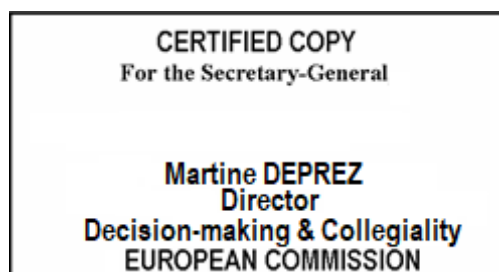 CERTIFIED COPY
For the Secretary-General
Martine DEPREZ
Director
Decision-making & Collegiality
EUROPEAN COMMISSION